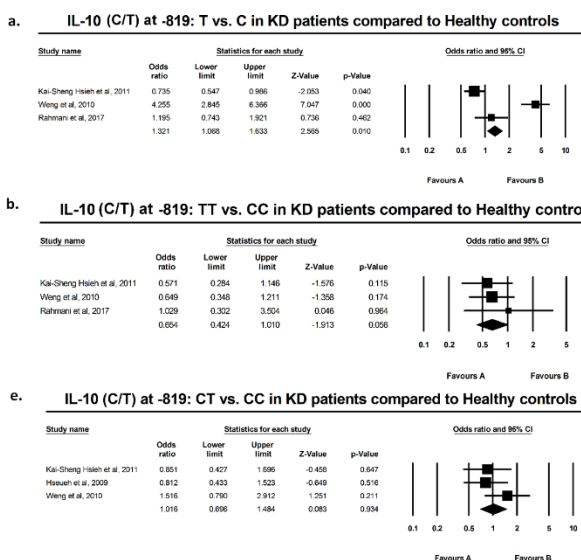 a. IL-10 (C/T) at -819: T vs. C in KD patients compared to Healthy controls
Study name Statistics for each study Odds ratio and 95% CI
Odds ratio Lower limit Upper limit Z-Value p-Value
Kai-Sheng Hsieh et al, 2011 0.735 0.547 0.986 -2.053 0.040
Weng et al, 2010 4.255 2.845 6.366 7.047 0.000
Rahmani et al, 2017 1.195 0.743 1.921 0.736 0.462
1.321 1.068 1.633 2.565 0.010
0.1 0.2 0.5 1 2 5 10
Favours A Favours B
b. IL-10 (C/T) at -819: TT vs. CC in KD patients compared to Healthy contro
Study name Statistics for each study Odds ratio and 95% CI
Odds ratio Lower limit Upper limit Z-Value p-Value
Kai-Sheng Hsieh et al, 2011 0.571 0.284 1.146 -1.576 0.115
Weng et al, 2010 0.649 0.348 1.211 -1.358 0.174
Rahmani et al, 2017 1.029 0.302 3.504 0.046 0.964
0.654 0.424 1.010 -1.913 0.056
0.1 0.2 0.5 1 2 5
Favours A Favours B
e. IL-10 (C/T) at -819: CT vs. CC in KD patients compared to Healthy controls
Study name Statistics for each study Odds ratio and 95% CI
Odds ratio Lower limit Upper limit Z-Value p-Value
Kai-Sheng Hsieh et al, 2011 0.851 0.427 1.696 -0.458 0.647
Hseueh et al, 2009 0.812 0.433 1.523 -0.649 0.516
Weng et al, 2010 1.516 0.790 2.912 1.251 0.211
1.016 0.696 1.484 0.083 0.934
0.1 0.2 0.5 1 2 5 10
Favours A Favours B